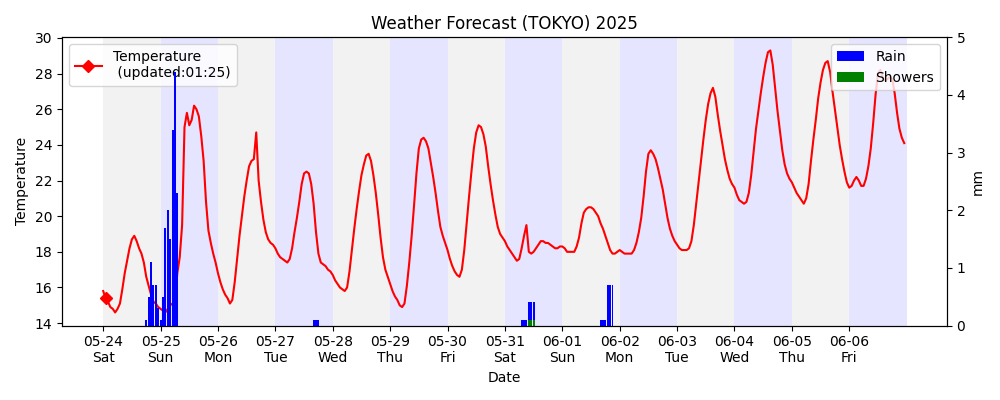 Weather Forecast (TOKYO) 2025
Temperature
(updated:01:25)
Rain
Showers
Temperature
30
28
26
24
22
20
18
16
14
5
4
3
2
1
0
mm
05-24 05-25 05-26 05-27 05-28 05-29 05-30 05-31 06-01 06-02 06-03 06-04 06-05 06-06
Sat Sun Mon Tue Wed Thu Fri Sat Sun Mon Tue Wed Thu Fri
Date